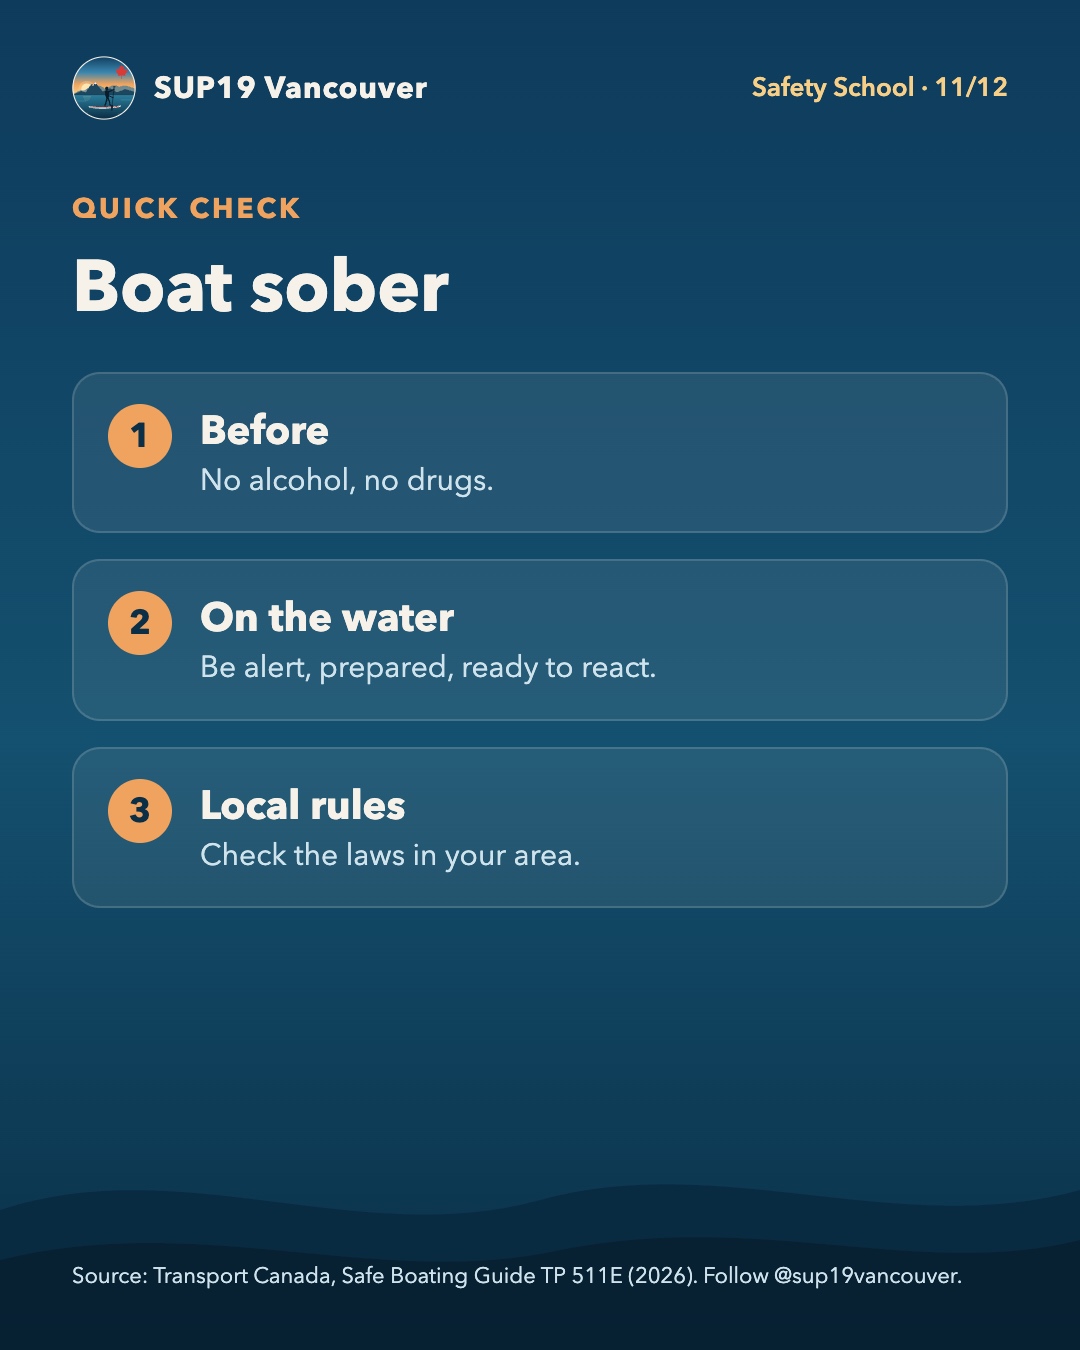 SUP19 Vancouver
Safety School · 11/12
QUICK CHECK
Boat sober
1
Before
No alcohol, no drugs.
2
On the water
Be alert, prepared, ready to react.
3
Local rules
Check the laws in your area.
Source: Transport Canada, Safe Boating Guide TP 511E (2026). Follow @sup19vancouver.